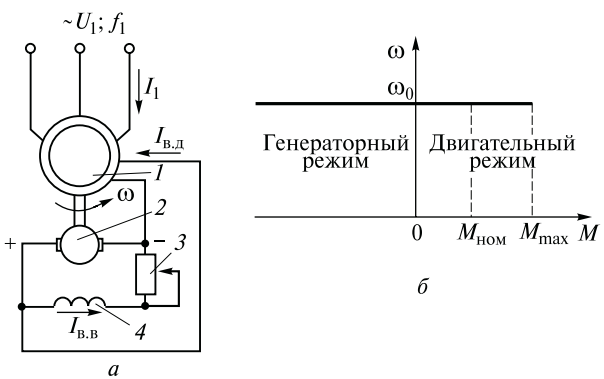 ~U₁; f₁
I₁
Iв.д
1
ω
2
+
−
3
Iв.в
4
а
ω
ω₀
Генераторный режим
Двигательный режим
0
Mном
Mmax
M
б